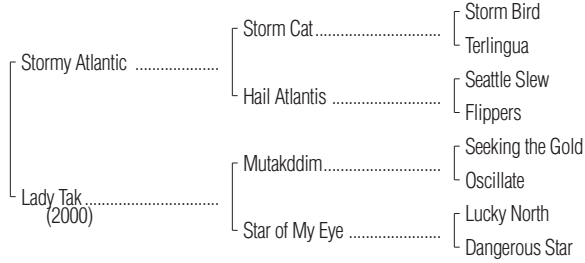 Storm Bird
Storm Cat........................................
Terlingua
Stormy Atlantic .....................
Seattle Slew
Hail Atlantis ...................................
Flippers
Seeking the Gold
Mutakddim......................................
Oscillate
Lady Tak..................................
(2000)
Lucky North
Star of My Eye .............................
Dangerous Star